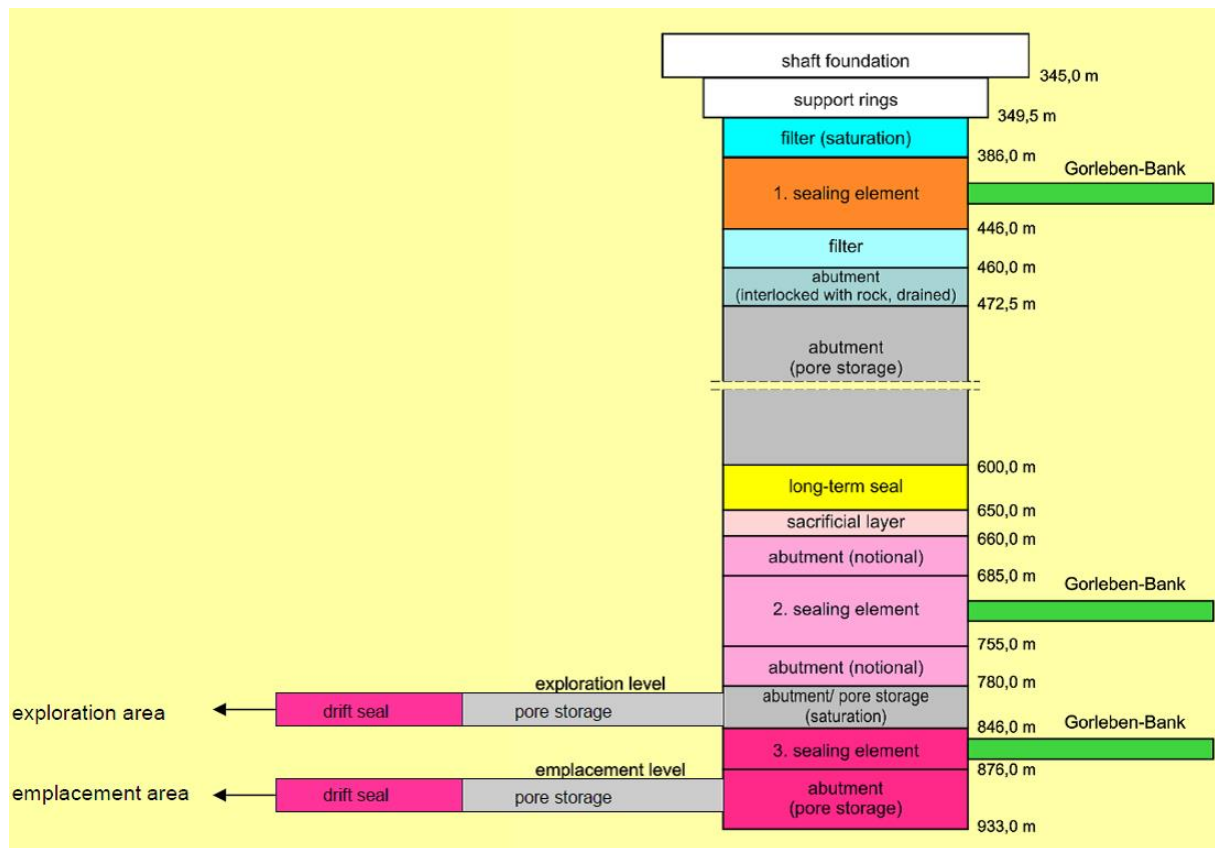 shaft foundation
345,0 m
support rings
349,5 m
filter (saturation)
386,0 m
Gorleben-Bank
1. sealing element
446,0 m
filter
460,0 m
abutment
(interlocked with rock, drained)
472,5 m
abutment
(pore storage)
600,0 m
long-term seal
650,0 m
sacrificial layer
660,0 m
abutment (notional)
685,0 m
Gorleben-Bank
2. sealing element
755,0 m
abutment (notional)
780,0 m
exploration level
abutment/ pore storage
(saturation)
exploration area
drift seal
pore storage
846,0 m
Gorleben-Bank
3. sealing element
876,0 m
emplacement level
emplacement area
drift seal
pore storage
abutment
(pore storage)
933,0 m